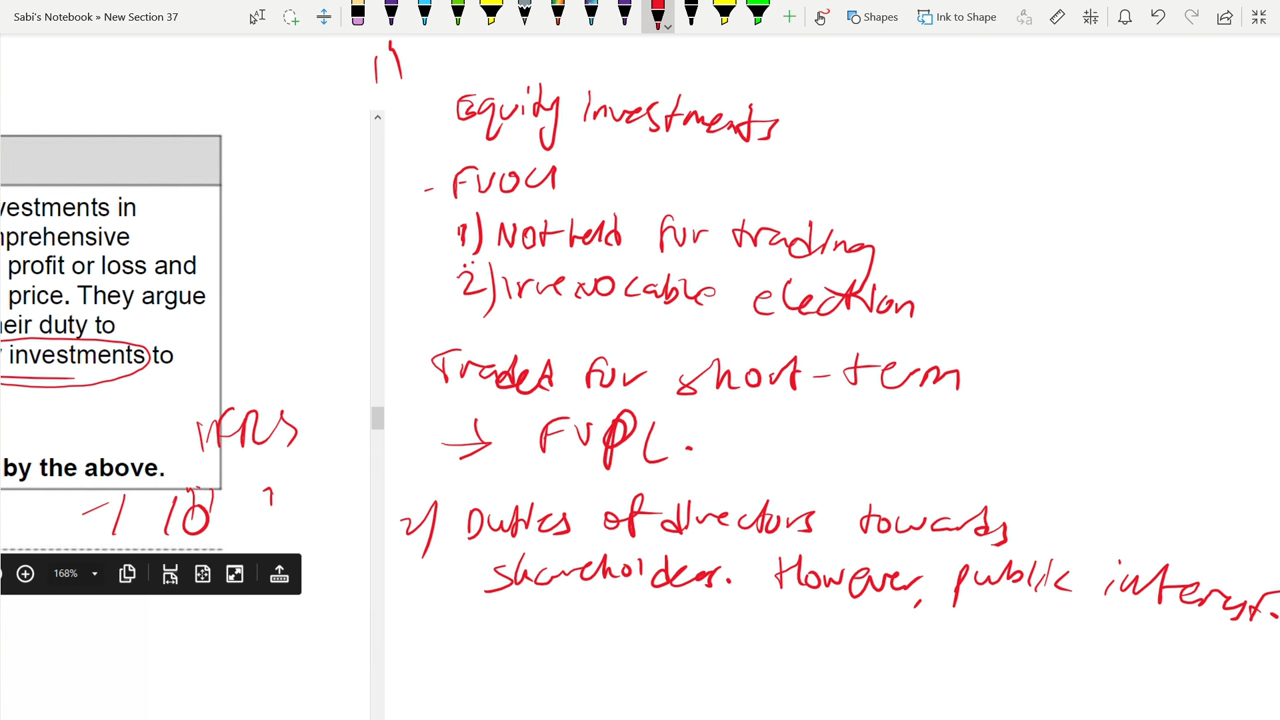 Sabi's Notebook » New Section 37
Shapes
Ink to Shape
1)
Equity Investments
- FVOCI
1) Not held for trading
2) irrevocable election
Traded for short-term
→ FVPL.
2) Duties of directors towards
shareholders. However, public interest.
vestments in
nprehensive
profit or loss and
price. They argue
neir duty to
investments to
IFRS
by the above.
168%